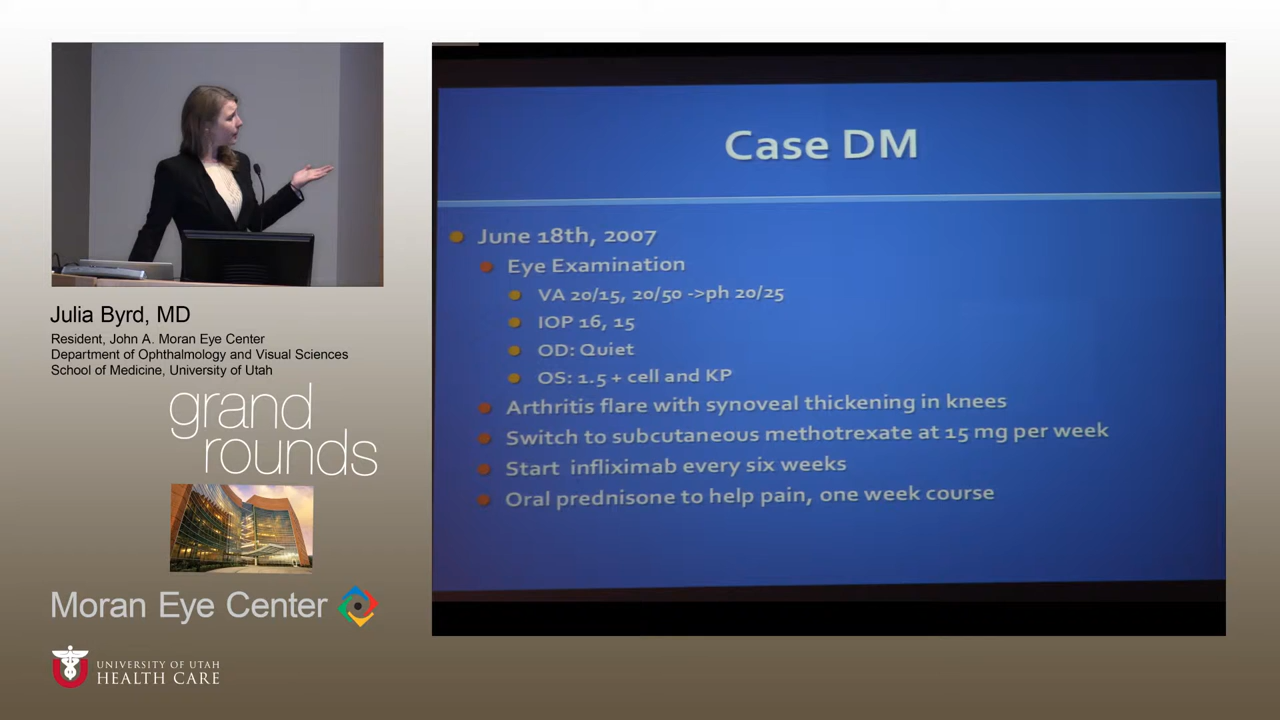 Case DM
June 18th, 2007
Eye Examination
VA 20/15, 20/50 ->ph 20/25
IOP 16, 15
OD: Quiet
OS: 1.5 + cell and KP
Arthritis flare with synoveal thickening in knees
Switch to subcutaneous methotrexate at 15 mg per week
Start infliximab every six weeks
Oral prednisone to help pain, one week course
Julia Byrd, MD
Resident, John A. Moran Eye Center
Department of Ophthalmology and Visual Sciences
School of Medicine, University of Utah
grand
rounds
Moran Eye Center
U
UNIVERSITY OF UTAH
HEALTH CARE